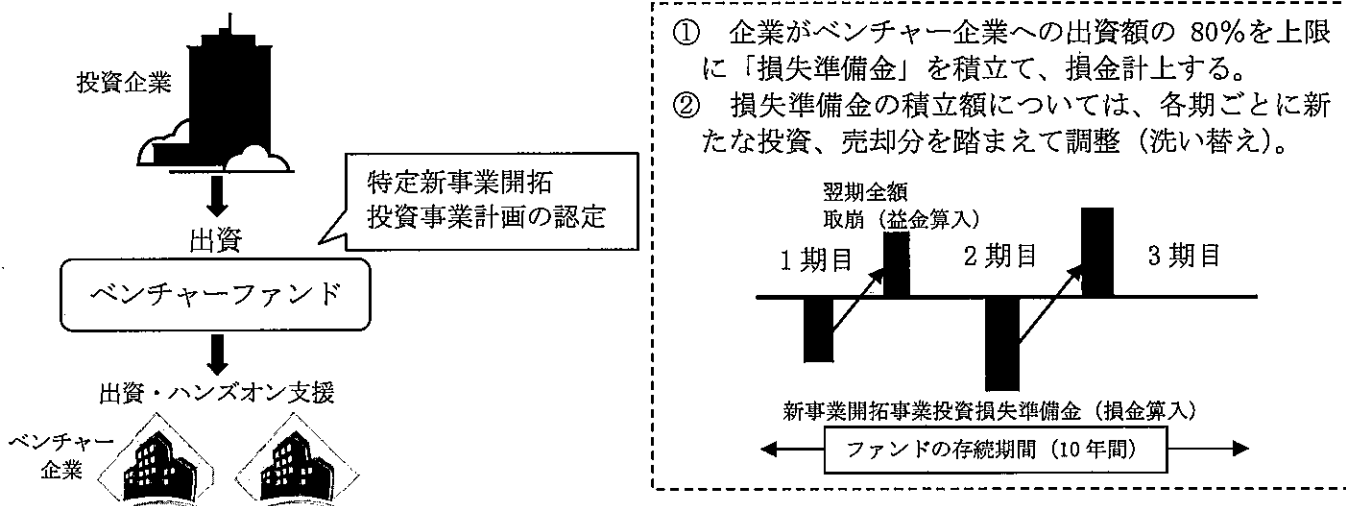 投資企業
特定新事業開拓
投資事業計画の認定
出資
ベンチャーファンド
出資・ハンズオン支援
ベンチャー
企業
① 企業がベンチャー企業への出資額の 80%を上限
に「損失準備金」を積立て、損金計上する。
② 損失準備金の積立額については、各期ごとに新
たな投資、売却分を踏まえて調整（洗い替え）。
翌期全額
取崩（益金算入）
1期目
2期目
3期目
新事業開拓事業投資損失準備金（損金算入）
ファンドの存続期間（10年間）